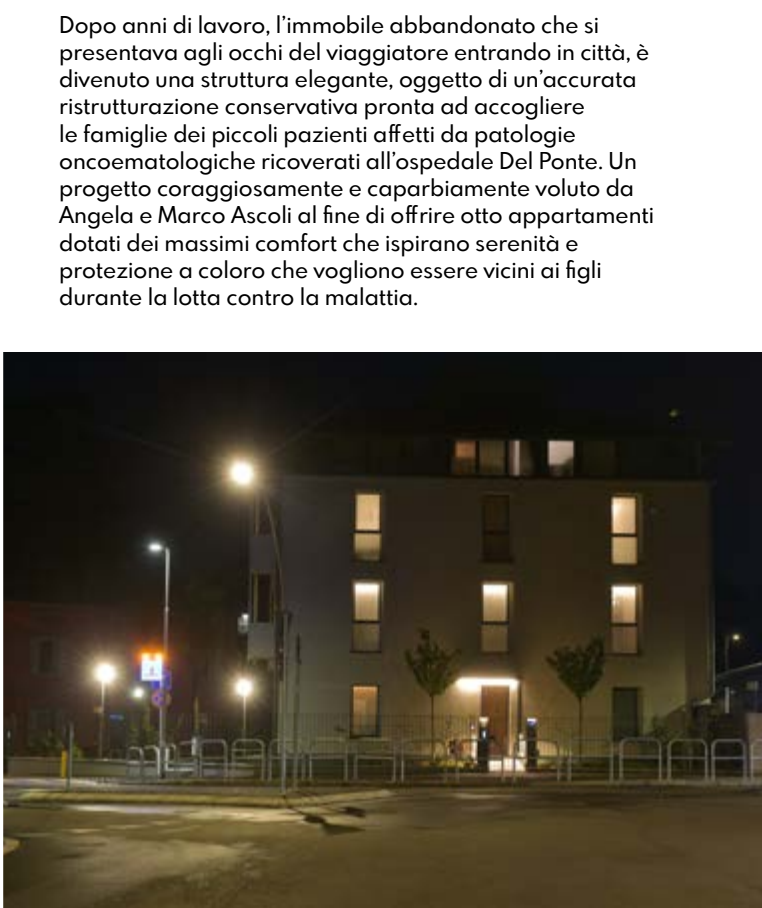 Dopo anni di lavoro, l’immobile abbandonato che si
presentava agli occhi del viaggiatore entrando in città, è
divenuto una struttura elegante, oggetto di un’accurata
ristrutturazione conservativa pronta ad accogliere
le famiglie dei piccoli pazienti affetti da patologie
oncoematologiche ricoverati all’ospedale Del Ponte. Un
progetto coraggiosamente e caparbiamente voluto da
Angela e Marco Ascoli al fine di offrire otto appartamenti
dotati dei massimi comfort che ispirano serenità e
protezione a coloro che vogliono essere vicini ai figli
durante la lotta contro la malattia.